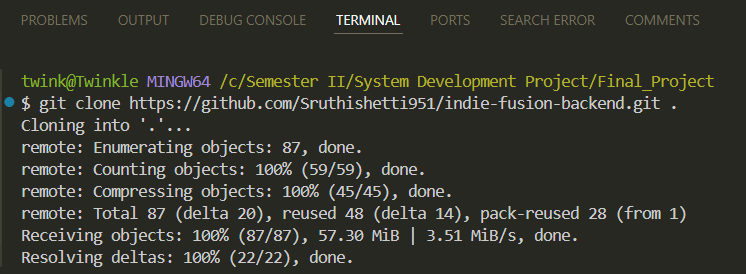 PROBLEMS OUTPUT DEBUG CONSOLE TERMINAL PORTS SEARCH ERROR COMMENTS
twink@Twinkle MINGW64 /c/Semester II/System Development Project/Final_Project
$ git clone https://github.com/Sruthishetti951/indie-fusion-backend.git .
Cloning into '.'...
remote: Enumerating objects: 87, done.
remote: Counting objects: 100% (59/59), done.
remote: Compressing objects: 100% (45/45), done.
remote: Total 87 (delta 20), reused 48 (delta 14), pack-reused 28 (from 1)
Receiving objects: 100% (87/87), 57.30 MiB | 3.51 MiB/s, done.
Resolving deltas: 100% (22/22), done.